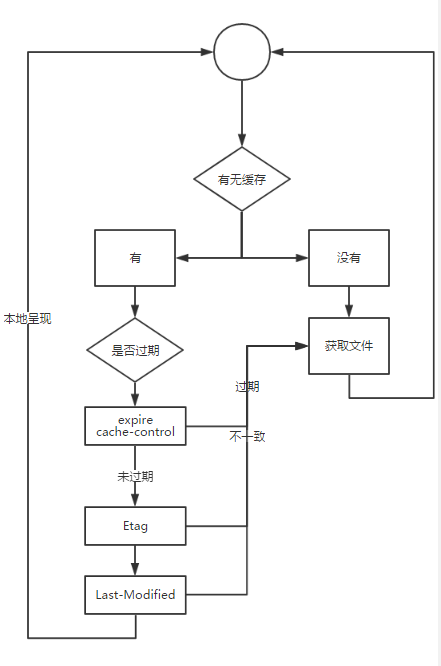 有无缓存
有
没有
本地呈现
是否过期
获取文件
过期
expire
cache-control
不一致
未过期
Etag
Last-Modified